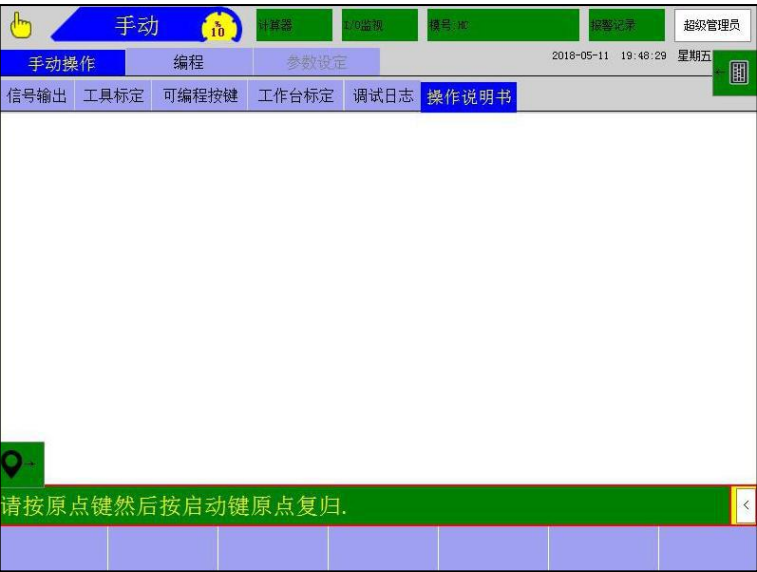 手动 % 10 计算器 I/O监视 模号:KC 报警记录 超级管理员
手动操作 编程 参数设定 2018-05-11 19:48:29 星期五
信号输出 工具标定 可编程按键 工作台标定 调试日志 操作说明书
请按原点键然后按启动键原点复归.